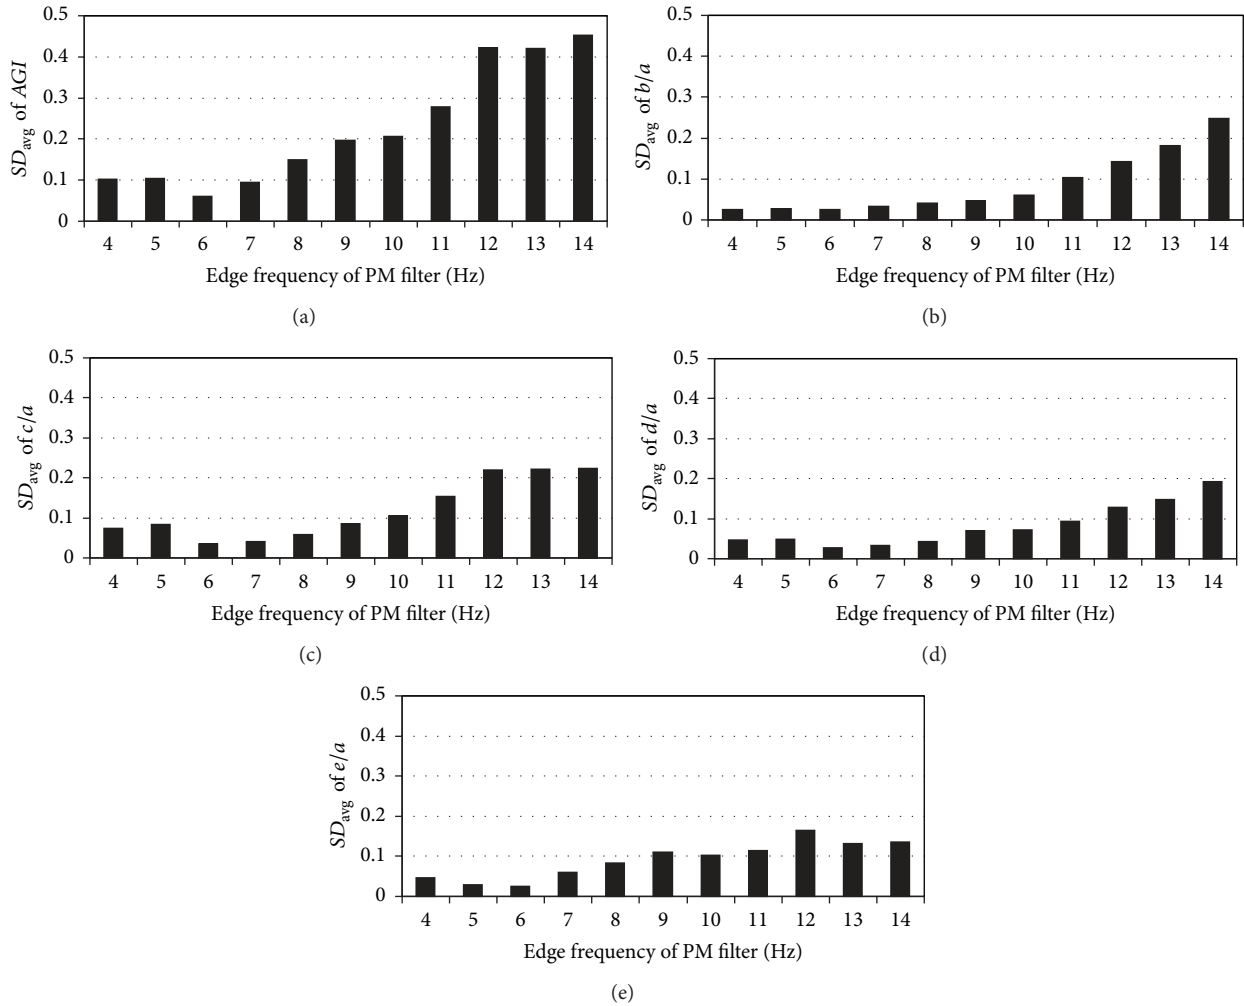 0.5
0.4
0.3
0.2
0.1
0
SD_avg of AGI
4 5 6 7 8 9 10 11 12 13 14
Edge frequency of PM filter (Hz)
(a)
0.5
0.4
0.3
0.2
0.1
0
SD_avg of b/a
4 5 6 7 8 9 10 11 12 13 14
Edge frequency of PM filter (Hz)
(b)
0.5
0.4
0.3
0.2
0.1
0
SD_avg of c/a
4 5 6 7 8 9 10 11 12 13 14
Edge frequency of PM filter (Hz)
(c)
0.5
0.4
0.3
0.2
0.1
0
SD_avg of d/a
4 5 6 7 8 9 10 11 12 13 14
Edge frequency of PM filter (Hz)
(d)
0.5
0.4
0.3
0.2
0.1
0
SD_avg of e/a
4 5 6 7 8 9 10 11 12 13 14
Edge frequency of PM filter (Hz)
(e)